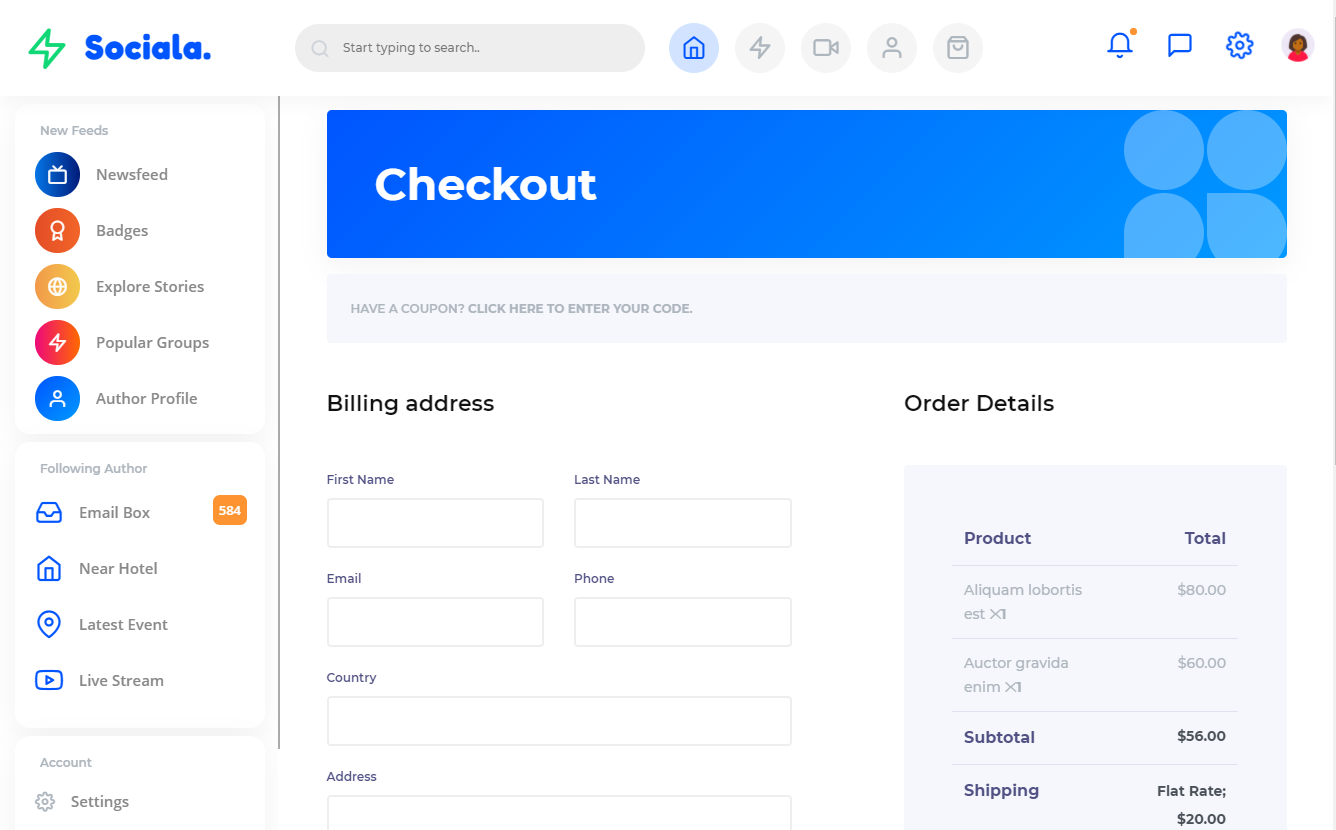 Sociala.
Start typing to search..
New Feeds
Newsfeed
Badges
Explore Stories
Popular Groups
Author Profile
Following Author
Email Box
584
Near Hotel
Latest Event
Live Stream
Account
Settings
Checkout
HAVE A COUPON? CLICK HERE TO ENTER YOUR CODE.
Billing address
First Name
Last Name
Email
Phone
Country
Address
Order Details
Product Total
Aliquam lobortis $80.00
est X1
Auctor gravida $60.00
enim X1
Subtotal $56.00
Shipping Flat Rate;
$20.00